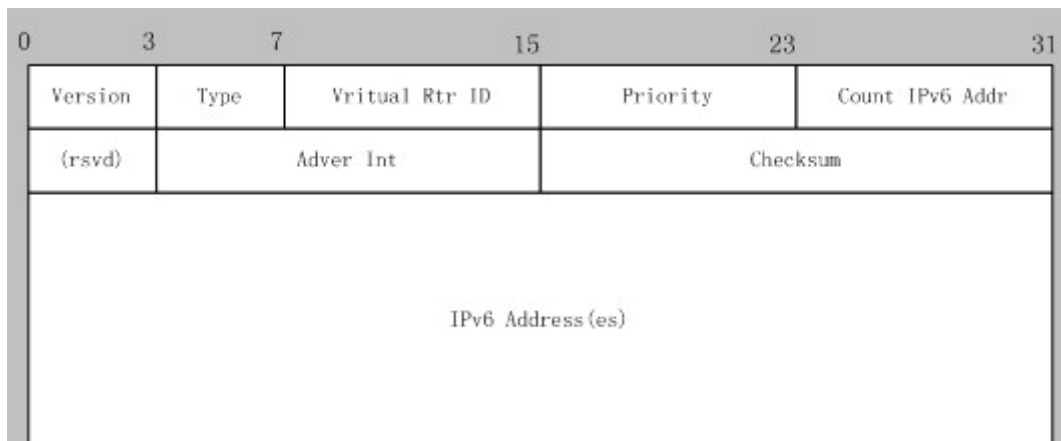 0 3 7 15 23 31
Version Type Vritual Rtr ID Priority Count IPv6 Addr
(rsvd) Adver Int Checksum
IPv6 Address(es)